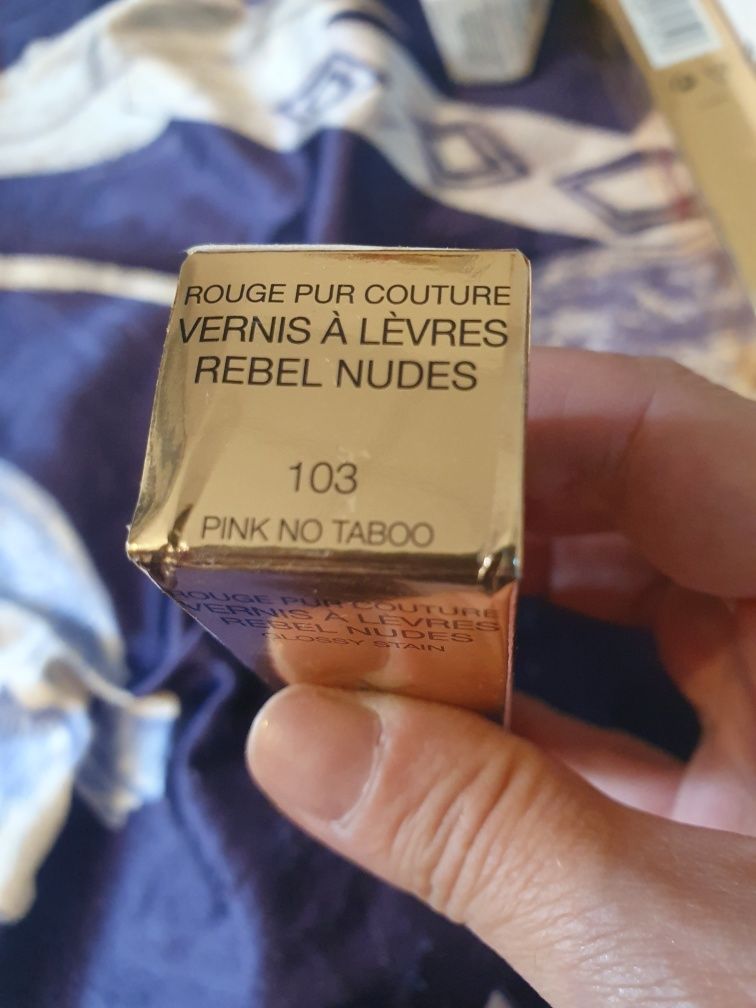 ROUGE PUR COUTURE
VERNIS À LÈVRES
REBEL NUDES
103
PINK NO TABOO
ROUGE PUR COUTURE
VERNIS À LÈVRES
REBEL NUDES
GLOSSY STAIN